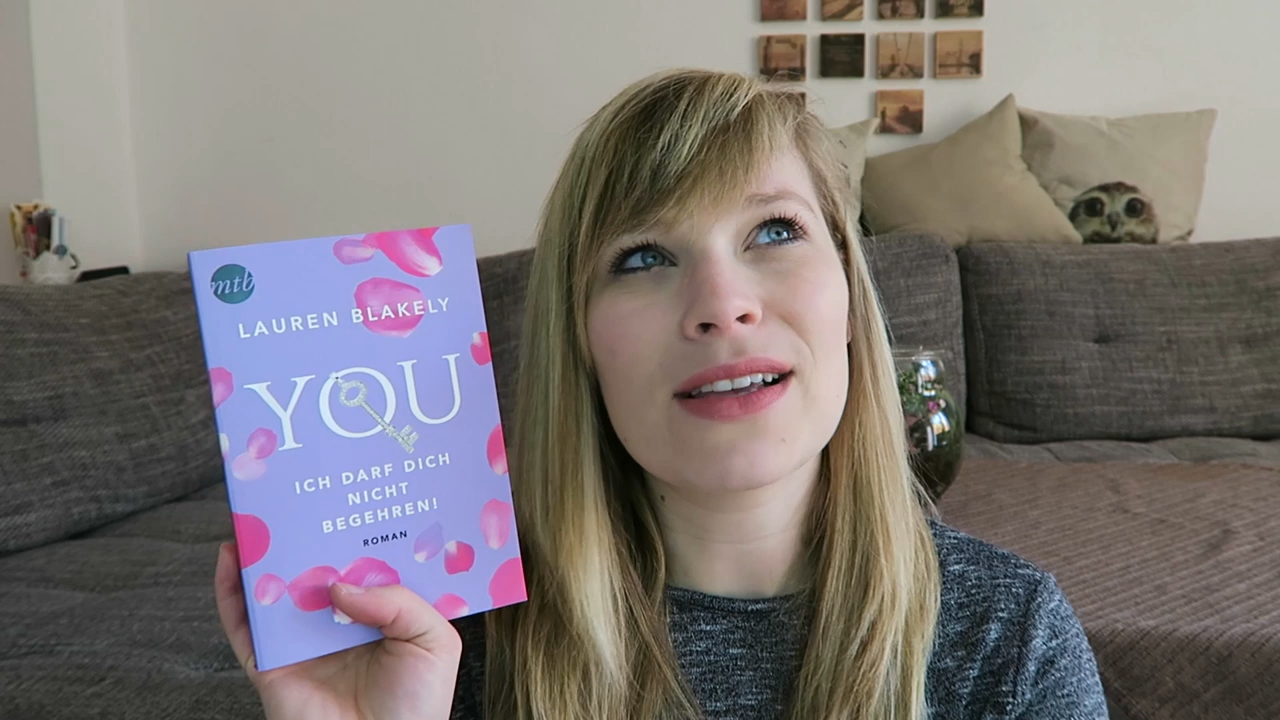 mtb
LAUREN BLAKELY
YOU
ICH DARF DICH
NICHT
BEGEHREN!
ROMAN